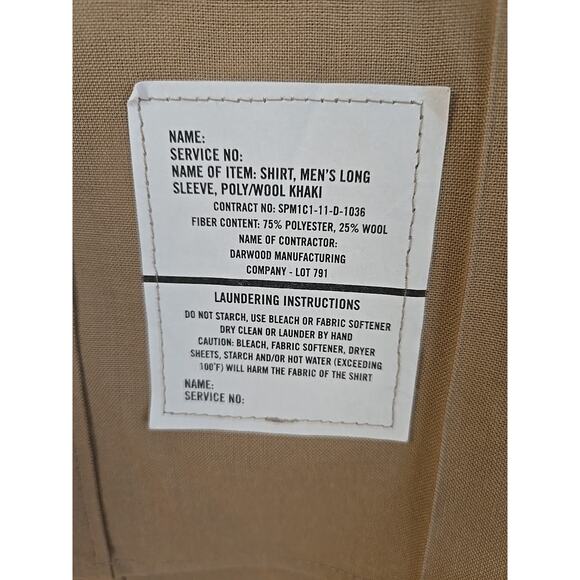 NAME:
SERVICE NO:
NAME OF ITEM: SHIRT, MEN'S LONG
SLEEVE, POLY/WOOL KHAKI
CONTRACT NO: SPM1C1-11-D-1036
FIBER CONTENT: 75% POLYESTER, 25% WOOL
NAME OF CONTRACTOR:
DARWOOD MANUFACTURING
COMPANY - LOT 791
LAUNDERING INSTRUCTIONS
DO NOT STARCH, USE BLEACH OR FABRIC SOFTENER
DRY CLEAN OR LAUNDER BY HAND
CAUTION: BLEACH, FABRIC SOFTENER, DRYER
SHEETS, STARCH AND/OR HOT WATER (EXCEEDING
100°F) WILL HARM THE FABRIC OF THE SHIRT
NAME:
SERVICE NO: